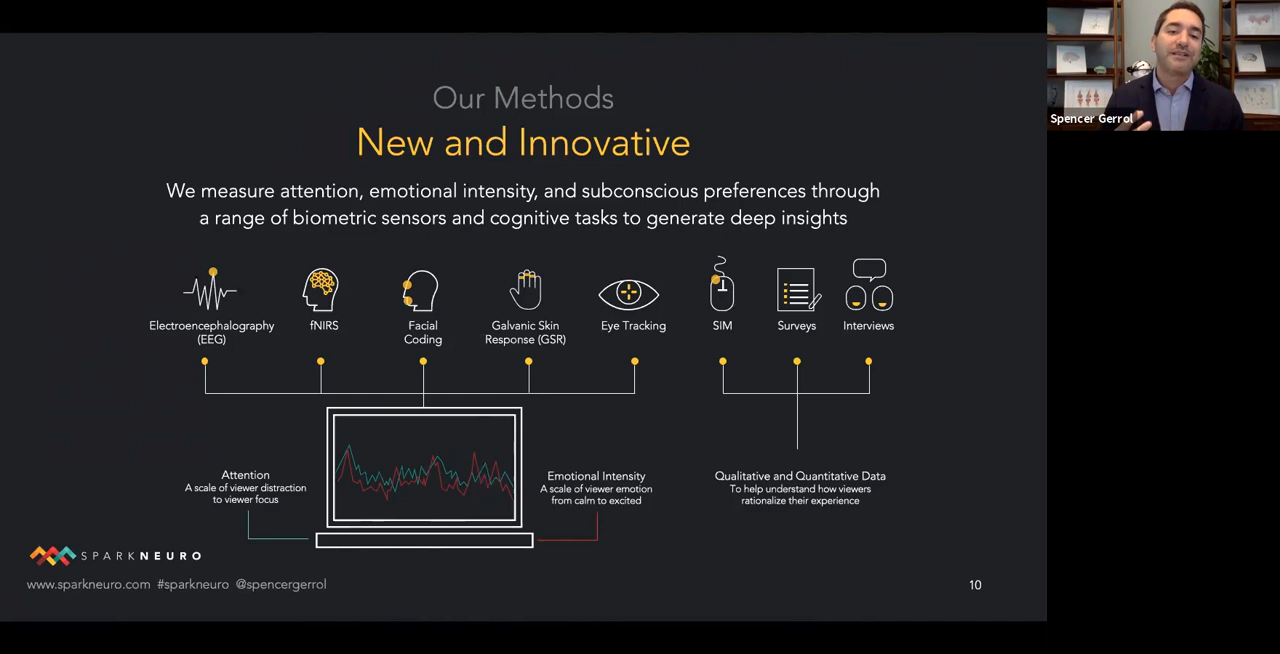 Our Methods
New and Innovative
We measure attention, emotional intensity, and subconscious preferences through
a range of biometric sensors and cognitive tasks to generate deep insights
Electroencephalography
(EEG)
fNIRS
Facial
Coding
Galvanic Skin
Response (GSR)
Eye Tracking
SIM
Surveys
Interviews
Attention
A scale of viewer distraction
to viewer focus
Emotional Intensity
A scale of viewer emotion
from calm to excited
Qualitative and Quantitative Data
To help understand how viewers
rationalize their experience
SPARKNEURO
www.sparkneuro.com #sparkneuro @spencergerrol
10
Spencer Gerrol